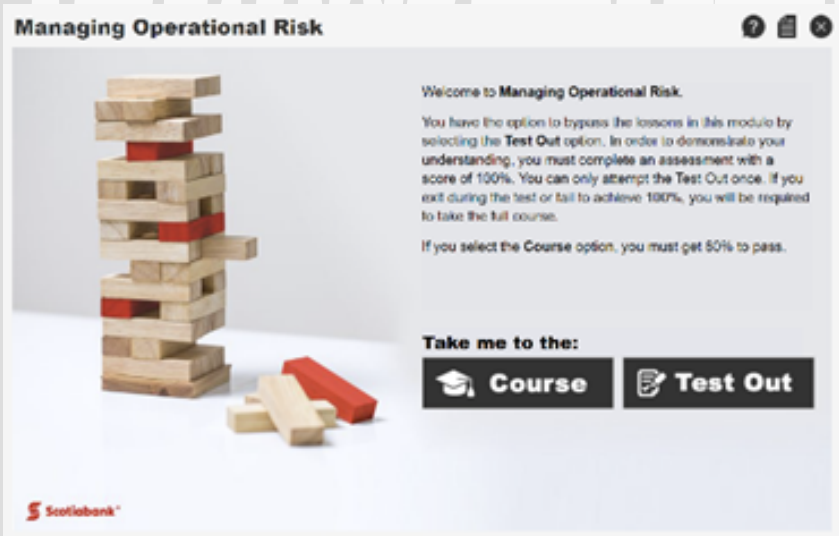 Managing Operational Risk
Welcome to Managing Operational Risk.
You have the option to bypass the lessons in this module by
selecting the Test Out option. In order to demonstrate your
understanding, you must complete an assessment with a
score of 100%. You can only attempt the Test Out once. If you
exit during the test or fail to achieve 100%, you will be required
to take the full course.
If you select the Course option, you must get 80% to pass.
Take me to the:
Course
Test Out
Scotiabank